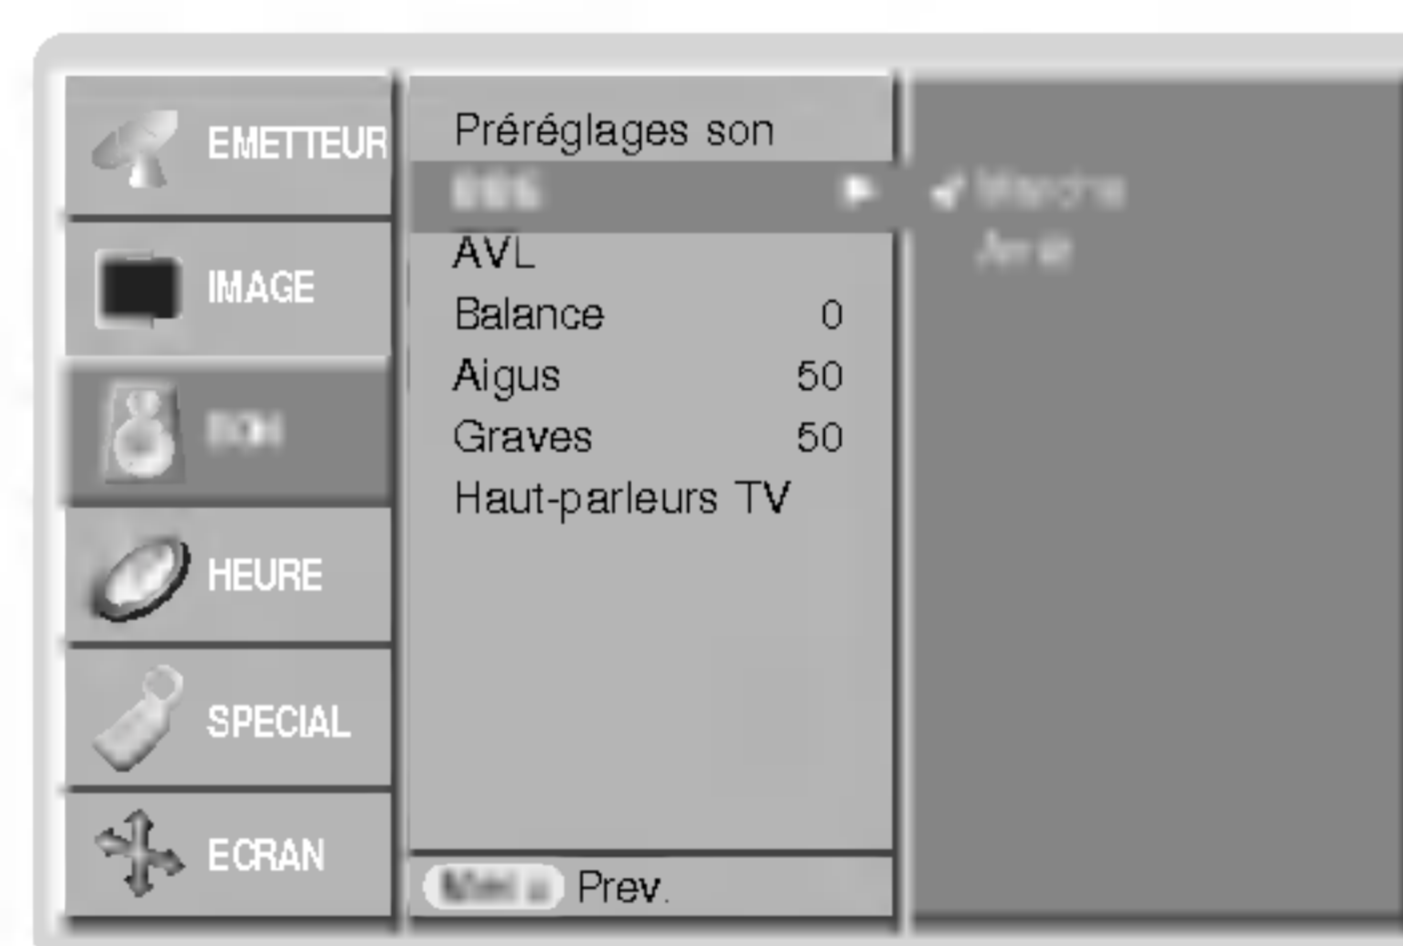 EMETTEUR
IMAGE
HEURE
SPECIAL
ECRAN
Préréglages son
AVL
Balance 0
Aigus 50
Graves 50
Haut-parleurs TV
Prev.